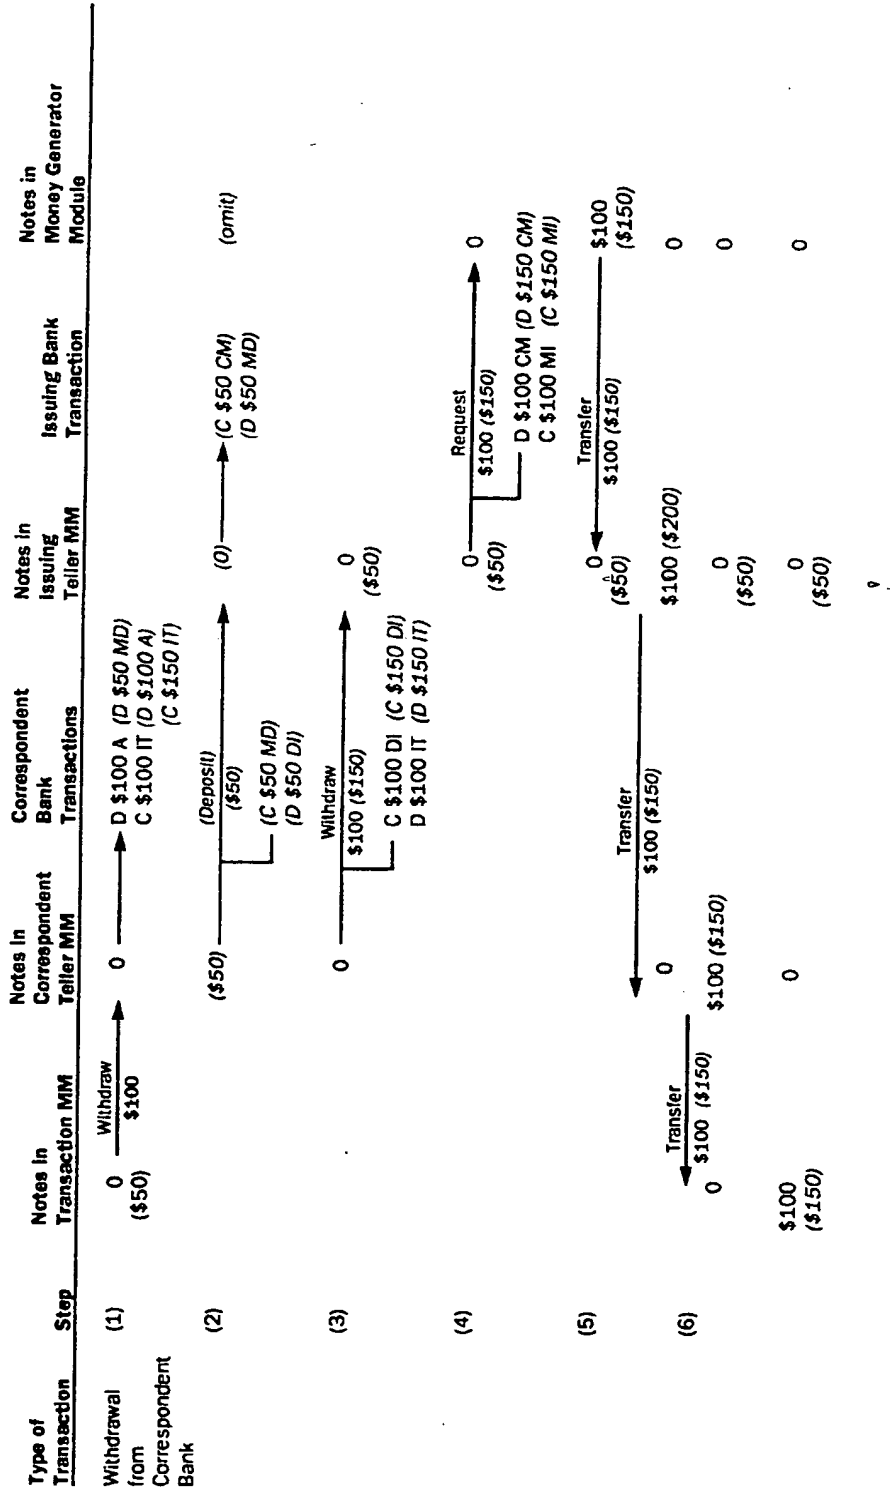 Type of Transaction
Step
Notes in Transaction MM
Notes In Correspondent Teller MM
Correspondent Bank Transactions
Notes In Issuing Teller MM
Issuing Bank Transaction
Notes in Money Generator Module
Withdrawal from Correspondent Bank
(1)
0
($50)
Withdraw
$100
0
D $100 A (D $50 MD)
C $100 IT (D $100 A)
(C $150 IT)
(2)
($50)
(Deposit)
($50)
(C $50 MD)
(D $50 DI)
(0)
(C $50 CM)
(D $50 MD)
(omit)
(3)
0
Withdraw
$100 ($150)
C $100 DI (C $150 DI)
D $100 IT (D $150 IT)
0
($50)
(4)
0
($50)
Request
$100 ($150)
D $100 CM (D $150 CM)
C $100 MI (C $150 MI)
0
(5)
0
($50)
Transfer
$100 ($150)
$100
($150)
0
Transfer
$100 ($150)
$100 ($200)
0
(6)
0
Transfer
$100 ($150)
$100 ($150)
0
($50)
0
$100
($150)
0
0
($50)
0